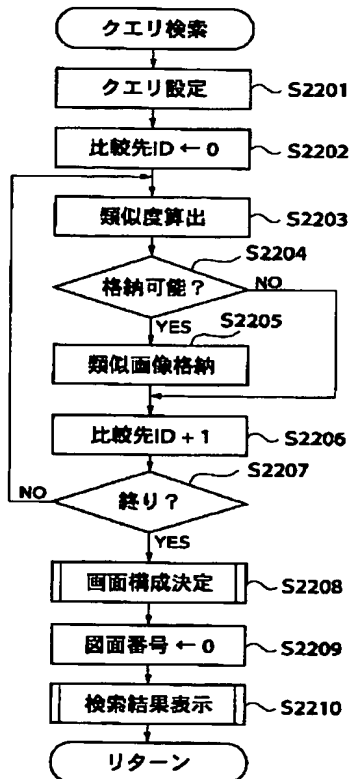 クエリ検索
クエリ設定 S2201
比較先ID ← 0 S2202
類似度算出 S2203
S2204
格納可能? NO
YES S2205
類似画像格納
比較先ID + 1 S2206
S2207
NO 終り?
YES
画面構成決定 S2208
図面番号 ← 0 S2209
検索結果表示 S2210
リターン